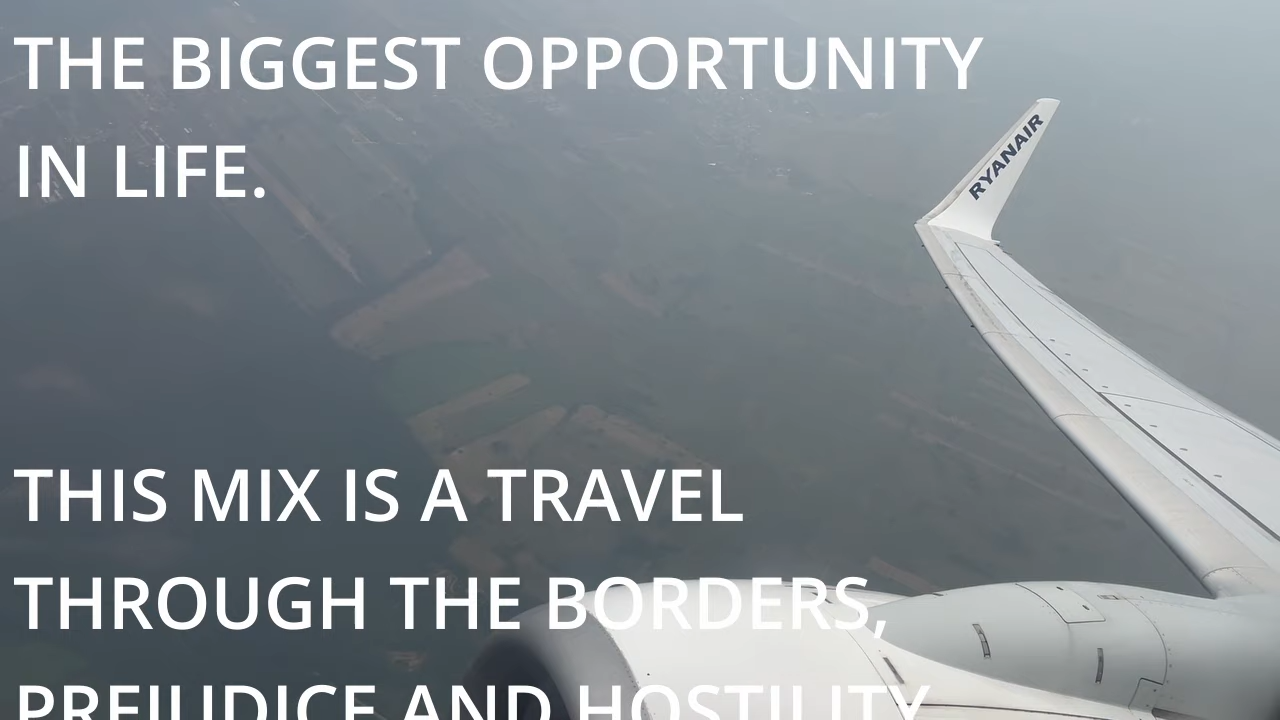 THE BIGGEST OPPORTUNITY
IN LIFE.
RYANAIR
THIS MIX IS A TRAVEL
THROUGH THE BORDERS,
PREJUDICE AND HOSTILITY